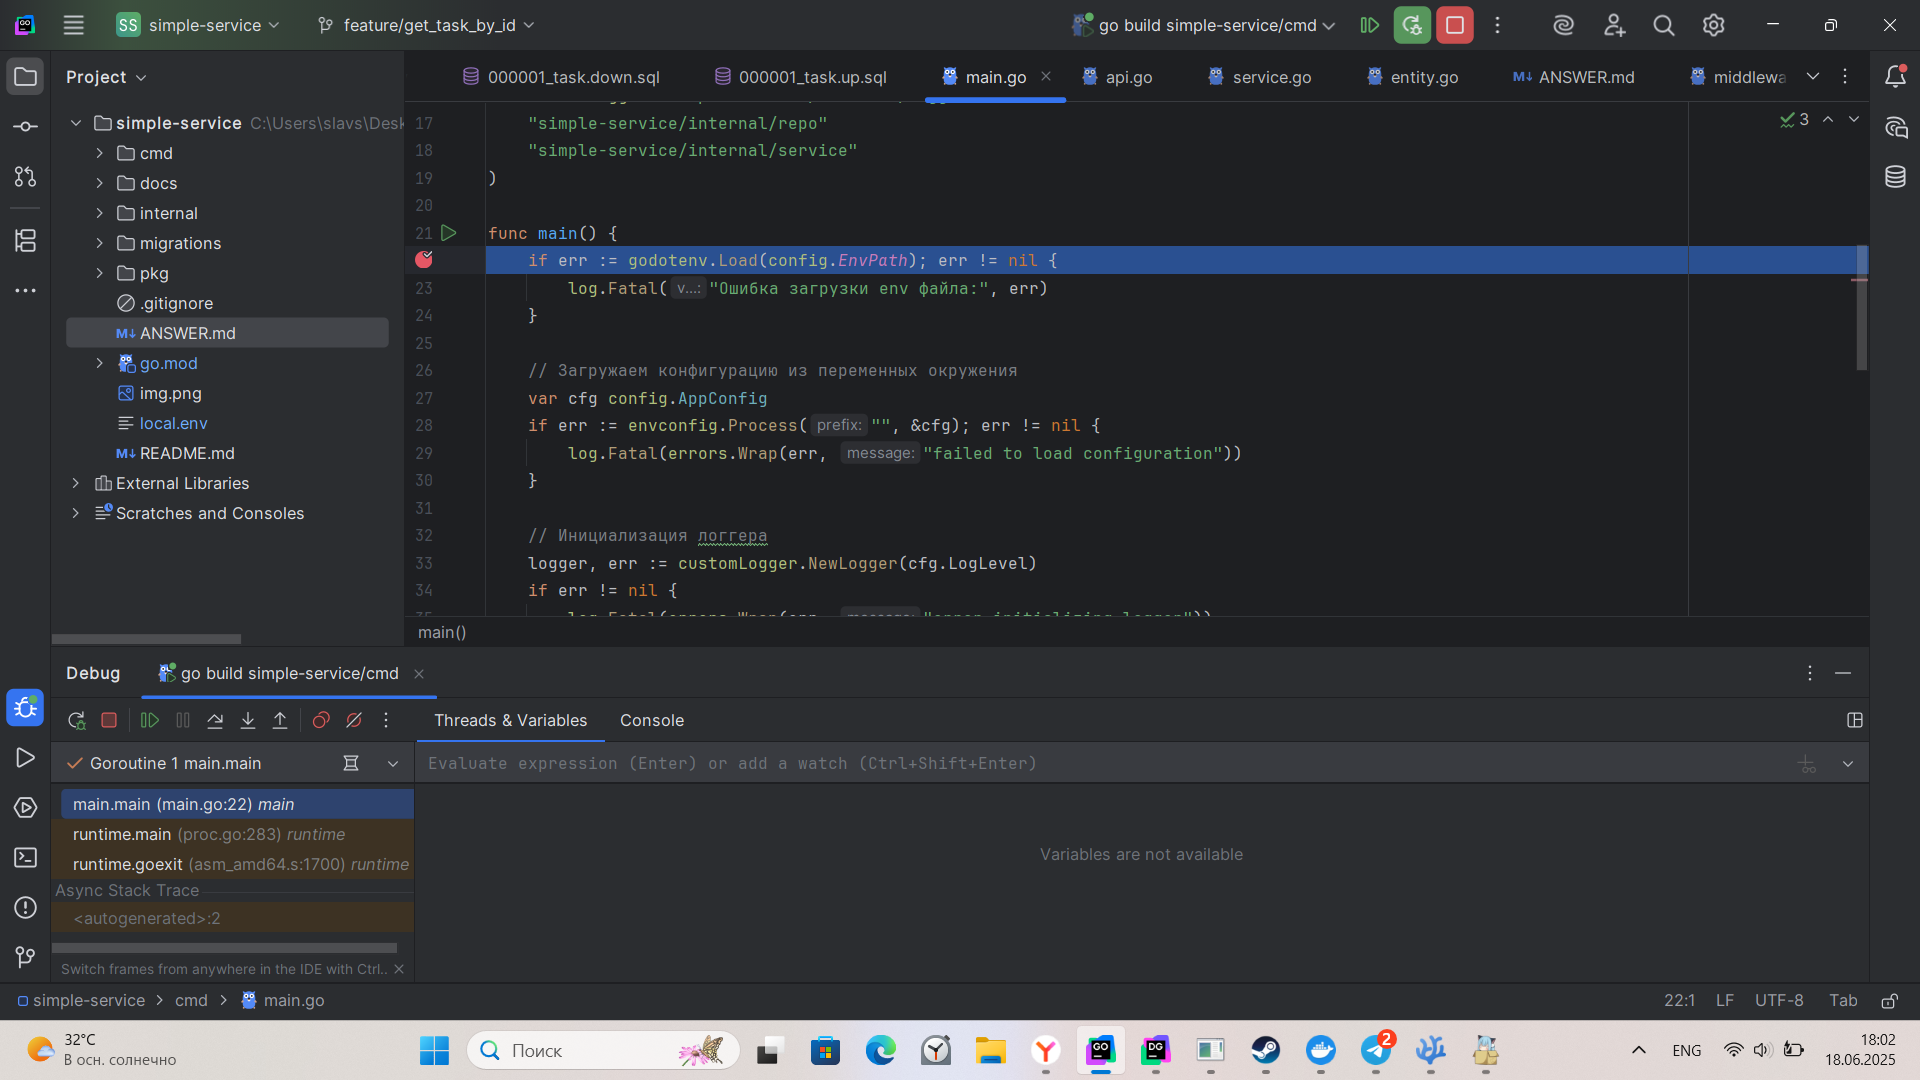 SS simple-service feature/get_task_by_id go build simple-service/cmd
Project
000001_task.down.sql 000001_task.up.sql main.go api.go service.go entity.go ANSWER.md middlewa
simple-service C:\Users\slavs\Desk
cmd
docs
internal
migrations
pkg
.gitignore
ANSWER.md
go.mod
img.png
local.env
README.md
External Libraries
Scratches and Consoles
3
17 "simple-service/internal/repo"
18 "simple-service/internal/service"
19 )
20
21 func main() {
if err := godotenv.Load(config.EnvPath); err != nil {
23 log.Fatal( v...: "Ошибка загрузки env файла:", err)
24 }
25
26 // Загружаем конфигурацию из переменных окружения
27 var cfg config.AppConfig
28 if err := envconfig.Process( prefix: "", &cfg); err != nil {
29 log.Fatal(errors.Wrap(err, message: "failed to load configuration"))
30 }
31
32 // Инициализация логгера
33 logger, err := customLogger.NewLogger(cfg.LogLevel)
34 if err != nil {
main()
Debug go build simple-service/cmd
Threads & Variables Console
Goroutine 1 main.main
Evaluate expression (Enter) or add a watch (Ctrl+Shift+Enter)
main.main (main.go:22) main
runtime.main (proc.go:283) runtime
runtime.goexit (asm_amd64.s:1700) runtime
Async Stack Trace
<autogenerated>:2
Variables are not available
Switch frames from anywhere in the IDE with Ctrl..
simple-service cmd main.go
22:1 LF UTF-8 Tab
32°C
В осн. солнечно
Поиск
2
ENG
18:02
18.06.2025